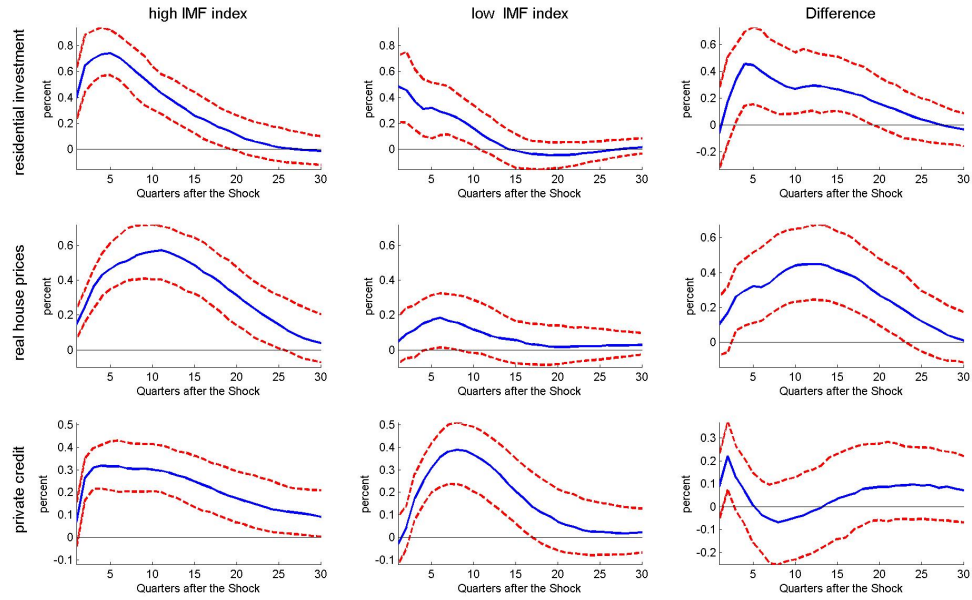 high IMF index
low IMF index
Difference
residential investment
percent
0.8
0.6
0.4
0.2
0
5 10 15 20 25 30
Quarters after the Shock
percent
0.8
0.6
0.4
0.2
0
5 10 15 20 25 30
Quarters after the Shock
percent
0.6
0.4
0.2
0
-0.2
5 10 15 20 25 30
Quarters after the Shock
real house prices
percent
0.6
0.4
0.2
0
5 10 15 20 25 30
Quarters after the Shock
percent
0.6
0.4
0.2
0
5 10 15 20 25 30
Quarters after the Shock
percent
0.6
0.4
0.2
0
5 10 15 20 25 30
Quarters after the Shock
private credit
percent
0.5
0.4
0.3
0.2
0.1
0
-0.1
5 10 15 20 25 30
Quarters after the Shock
percent
0.5
0.4
0.3
0.2
0.1
0
-0.1
5 10 15 20 25 30
Quarters after the Shock
percent
0.3
0.2
0.1
0
-0.1
-0.2
5 10 15 20 25 30
Quarters after the Shock